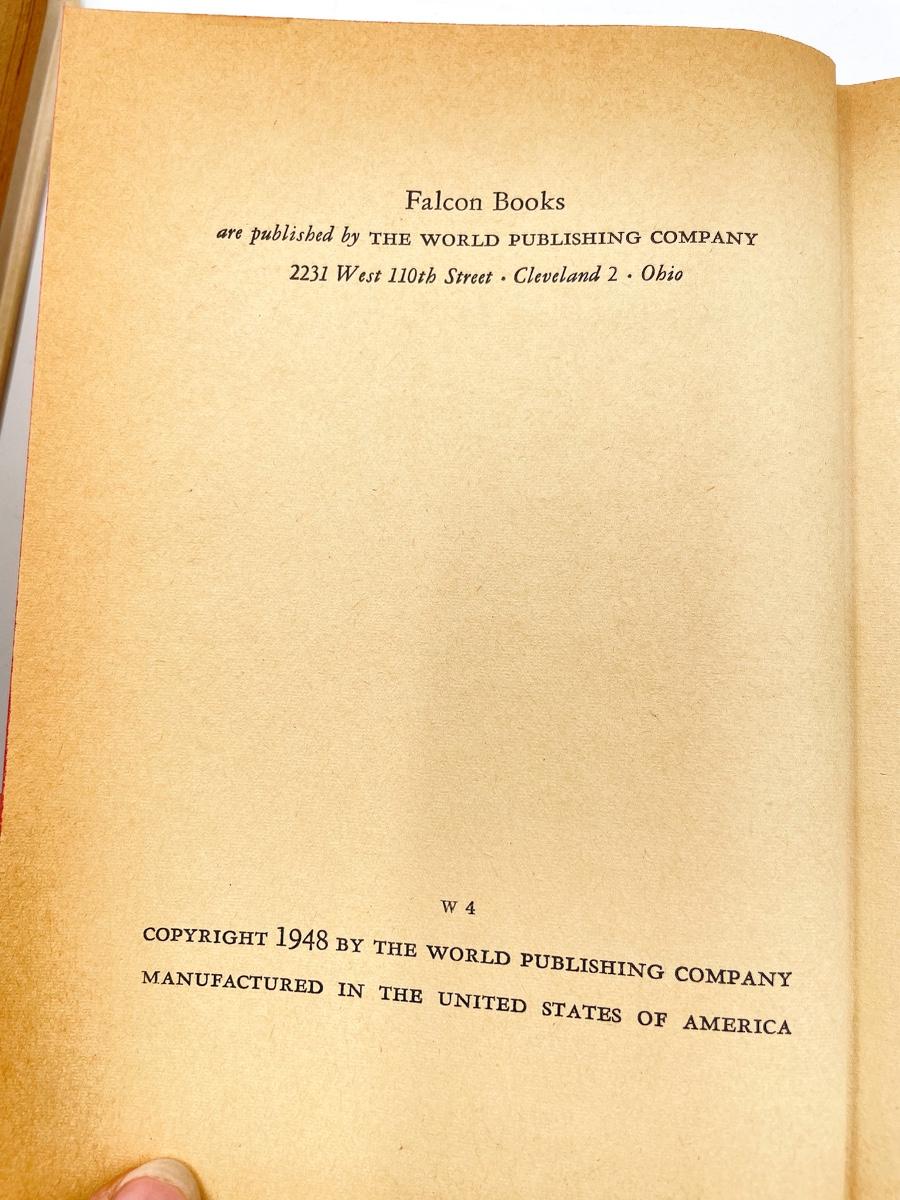 Falcon Books
are published by THE WORLD PUBLISHING COMPANY
2231 West 110th Street · Cleveland 2 · Ohio
W 4
COPYRIGHT 1948 BY THE WORLD PUBLISHING COMPANY
MANUFACTURED IN THE UNITED STATES OF AMERICA